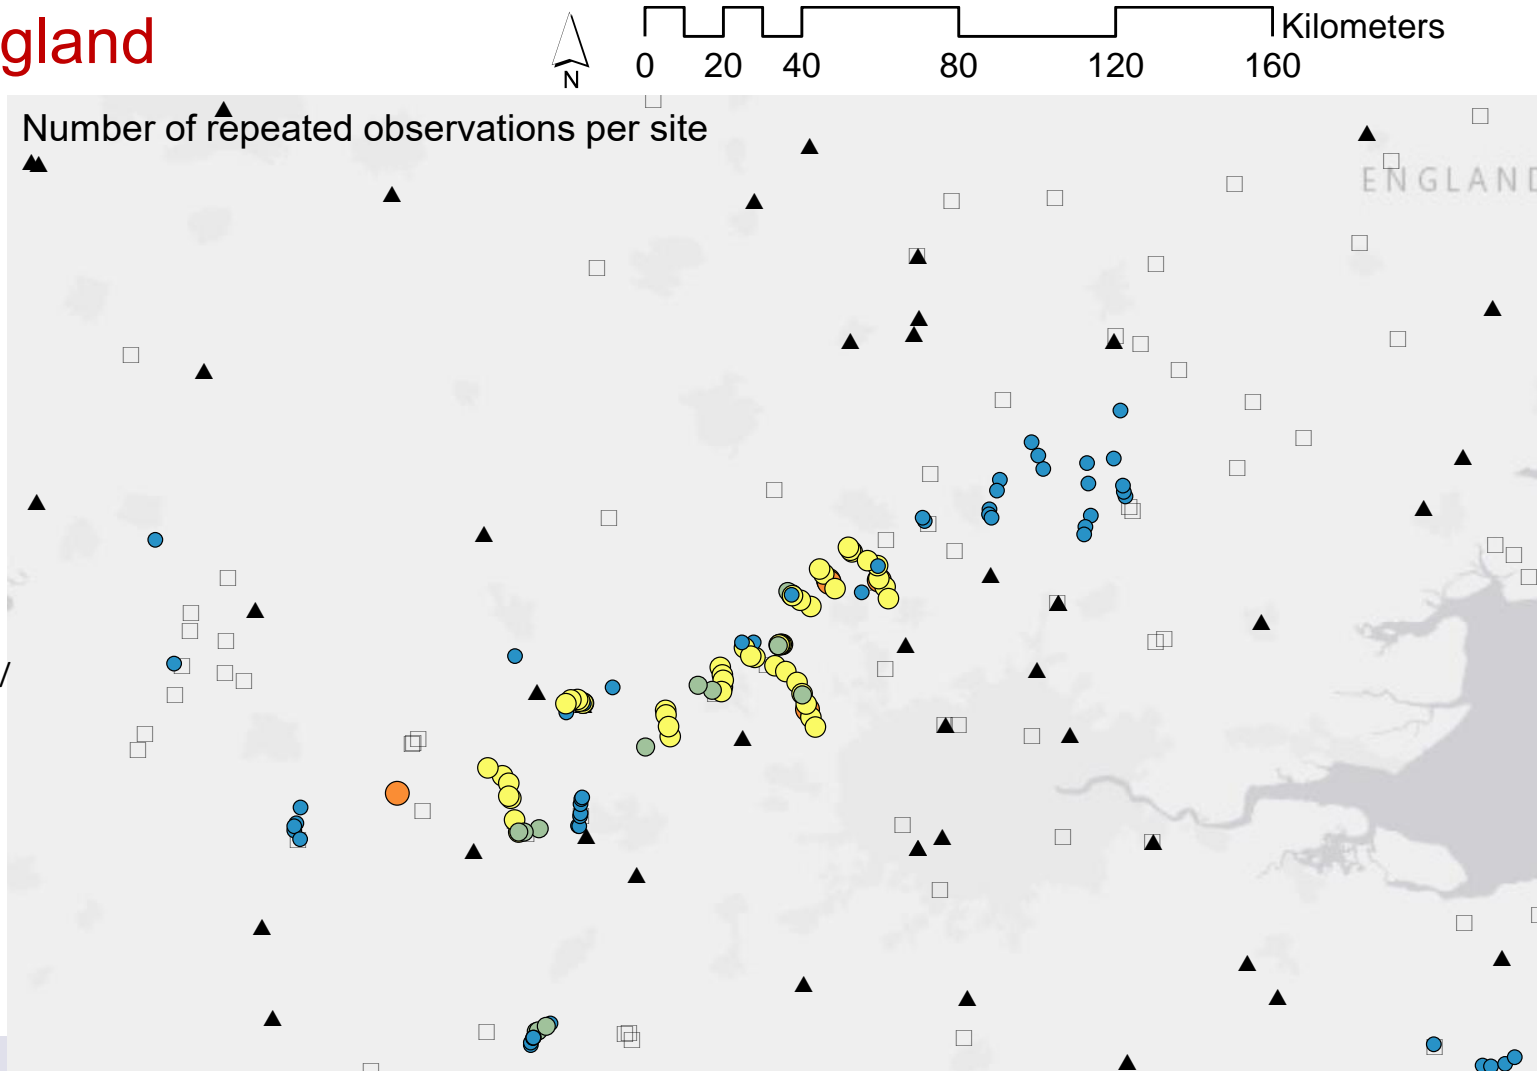 gland
N
Kilometers
0 20 40 80 120 160
Number of repeated observations per site
ENGLAND
/